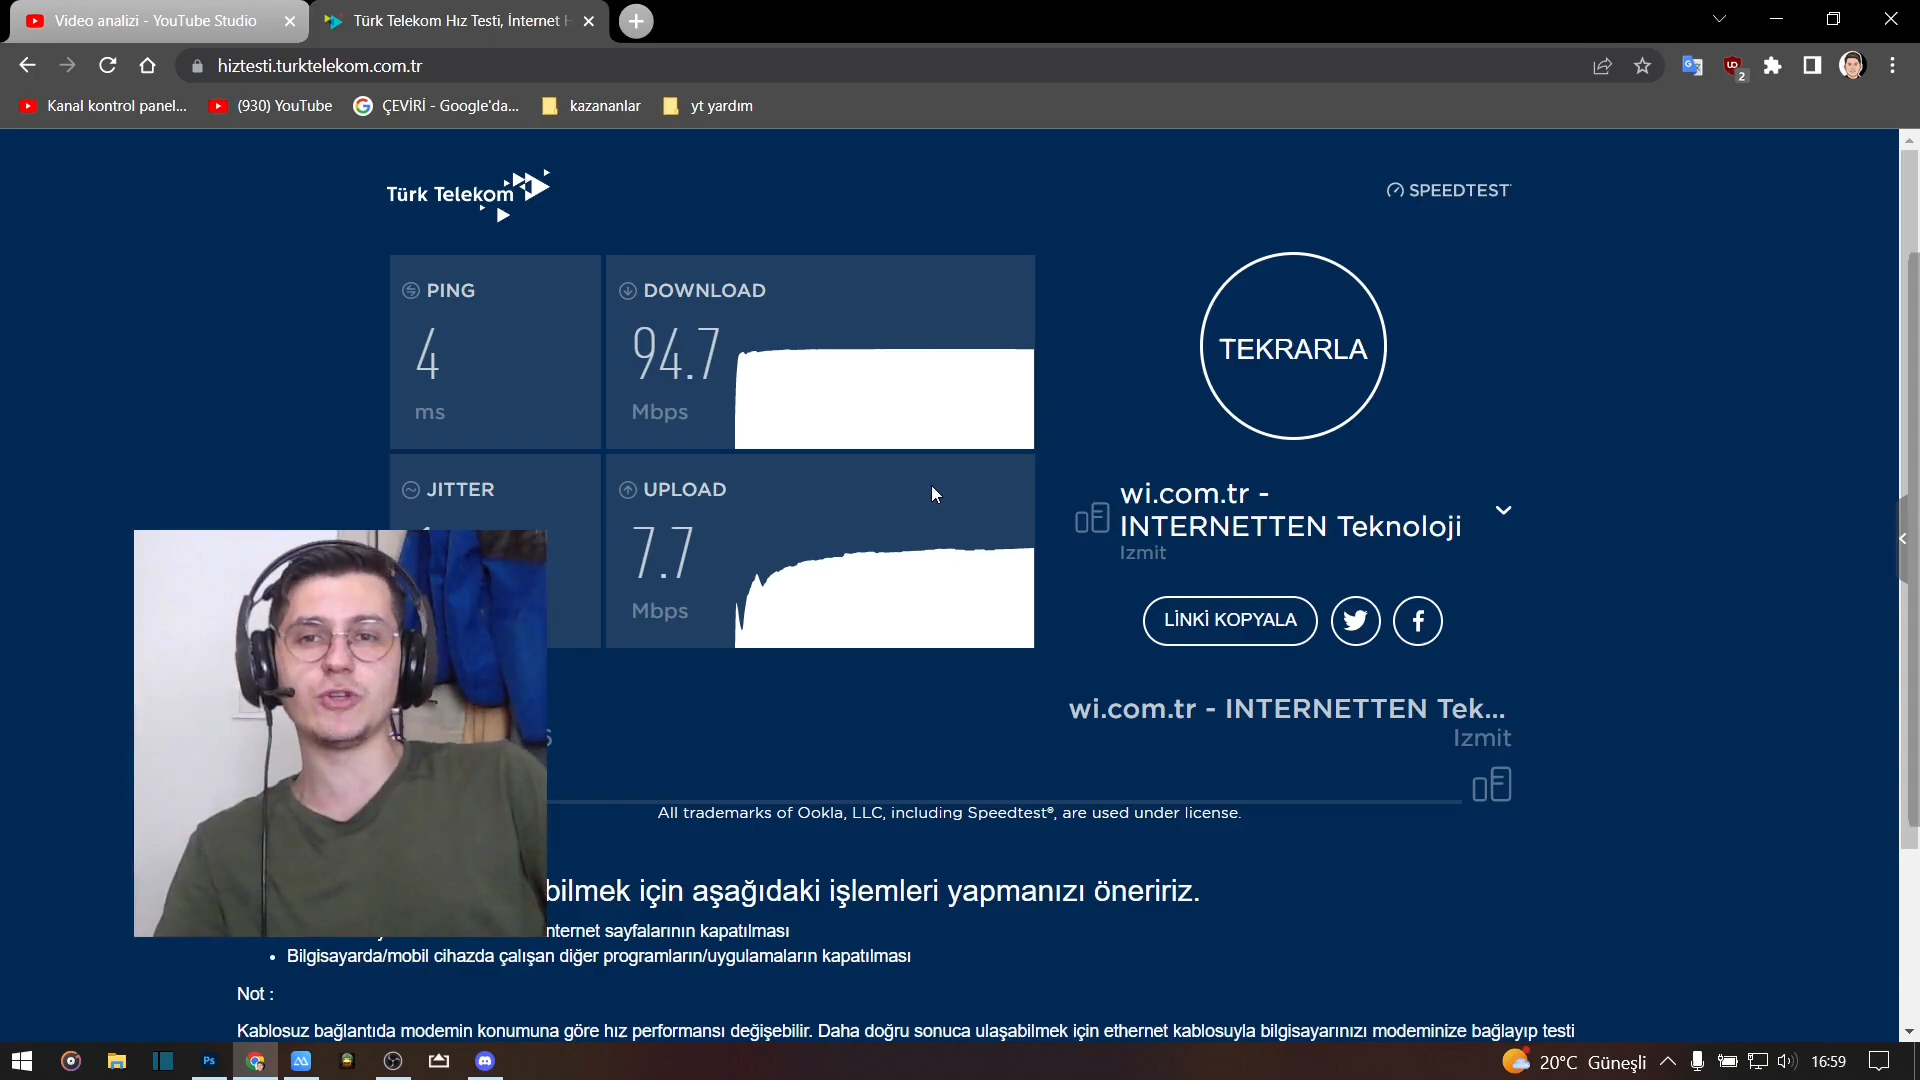 Video analizi - YouTube Studio
Türk Telekom Hız Testi, İnternet H
hiztesti.turktelekom.com.tr
2
Kanal kontrol panel...
(930) YouTube
ÇEVİRİ - Google'da...
kazananlar
yt yardım
Türk Telekom
SPEEDTEST
PING
4
ms
DOWNLOAD
94.7
Mbps
TEKRARLA
JITTER
UPLOAD
7.7
Mbps
wi.com.tr -
INTERNETTEN Teknoloji
Izmit
LİNKİ KOPYALA
wi.com.tr - INTERNETTEN Tek...
Izmit
All trademarks of Ookla, LLC, including Speedtest®, are used under license.
bilmek için aşağıdaki işlemleri yapmanızı öneririz.
nternet sayfalarının kapatılması
• Bilgisayarda/mobil cihazda çalışan diğer programların/uygulamaların kapatılması
Not :
Kablosuz bağlantıda modemin konumuna göre hız performansı değişebilir. Daha doğru sonuca ulaşabilmek için ethernet kablosuyla bilgisayarınızı modeminize bağlayıp testi
Ps
20°C Güneşli
16:59